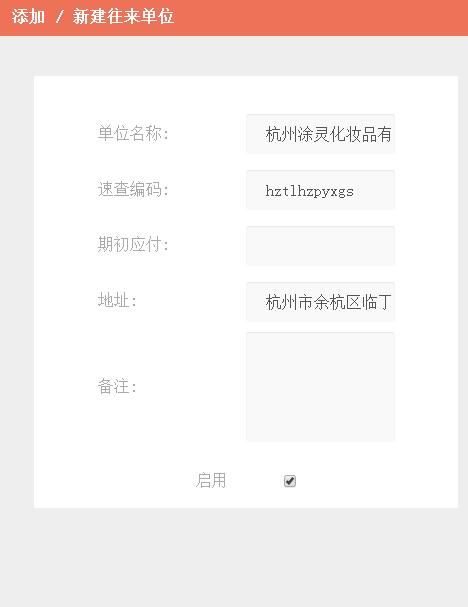 添加 / 新建往来单位
单位名称: 杭州涂灵化妆品有
速查编码: hztlhzpyxgs
期初应付:
地址: 杭州市余杭区临丁
备注:
启用